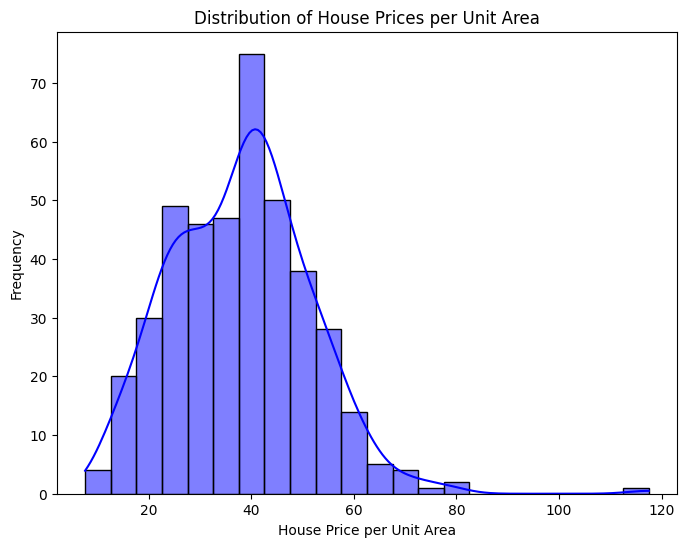 Distribution of House Prices per Unit Area
70
60
50
40
30
20
10
0
Frequency
20 40 60 80 100 120
House Price per Unit Area